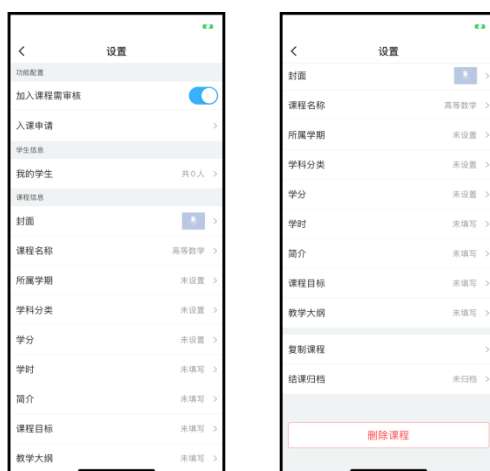 设置
功能配置
加入课程需审核
入课申请
学生信息
我的学生 共0人
课程信息
封面
课程名称 高等数学
所属学期 未设置
学科分类 未设置
学分 未设置
学时 未填写
简介 未填写
课程目标 未填写
教学大纲 未填写
设置
封面
课程名称 高等数学
所属学期 未设置
学科分类 未设置
学分 未设置
学时 未填写
简介 未填写
课程目标 未填写
教学大纲 未填写
复制课程
结课归档 未归档
删除课程